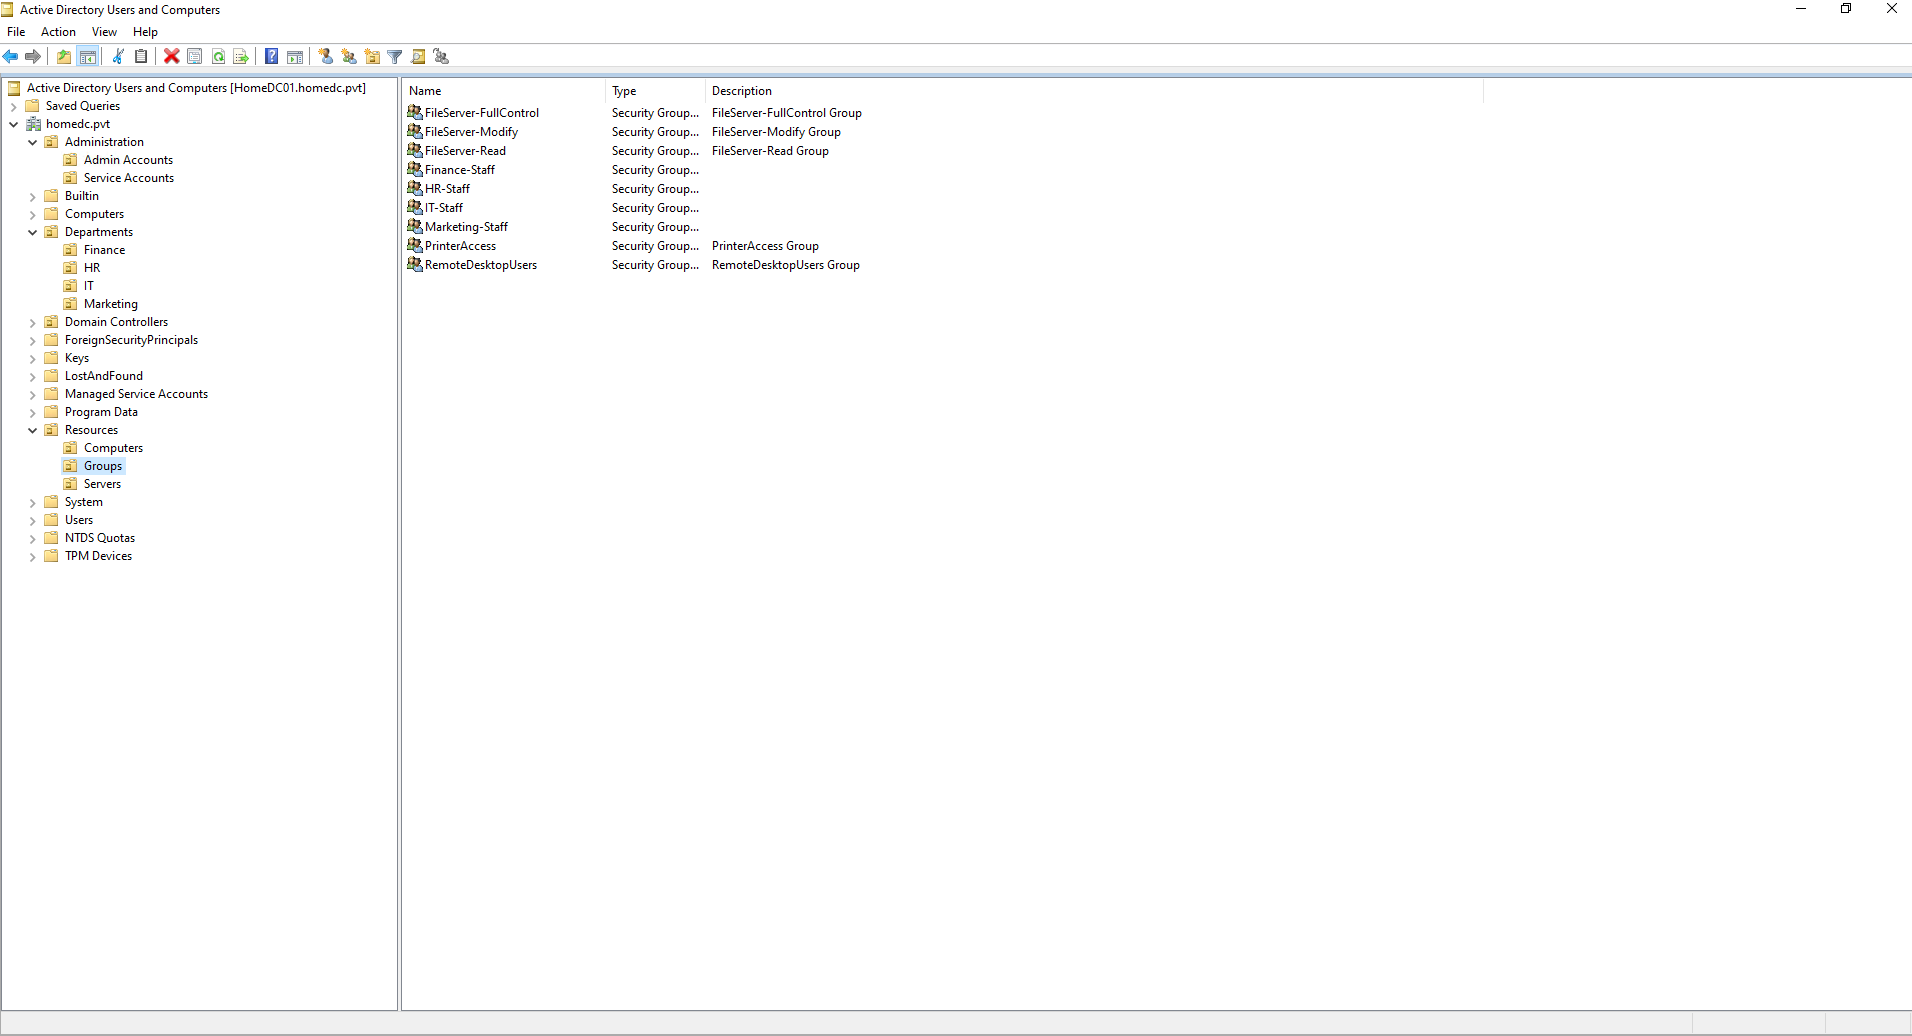 Active Directory Users and Computers
File Action View Help
Active Directory Users and Computers [HomeDC01.homedc.pvt]
Saved Queries
homedc.pvt
Administration
Admin Accounts
Service Accounts
Builtin
Computers
Departments
Finance
HR
IT
Marketing
Domain Controllers
ForeignSecurityPrincipals
Keys
LostAndFound
Managed Service Accounts
Program Data
Resources
Computers
Groups
Servers
System
Users
NTDS Quotas
TPM Devices
Name Type Description
FileServer-FullControl Security Group... FileServer-FullControl Group
FileServer-Modify Security Group... FileServer-Modify Group
FileServer-Read Security Group... FileServer-Read Group
Finance-Staff Security Group...
HR-Staff Security Group...
IT-Staff Security Group...
Marketing-Staff Security Group...
PrinterAccess Security Group... PrinterAccess Group
RemoteDesktopUsers Security Group... RemoteDesktopUsers Group